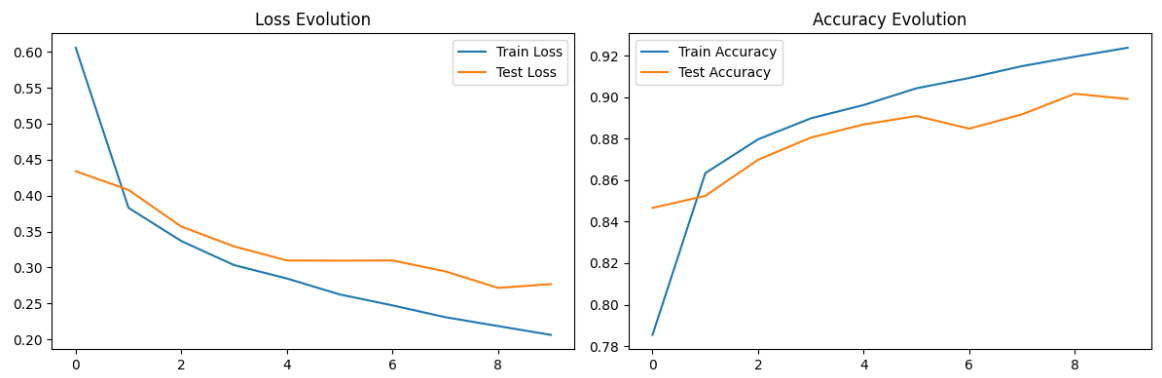 Loss Evolution
0.60
0.55
0.50
0.45
0.40
0.35
0.30
0.25
0.20
0 2 4 6 8
Train Loss
Test Loss
Accuracy Evolution
0.92
0.90
0.88
0.86
0.84
0.82
0.80
0.78
0 2 4 6 8
Train Accuracy
Test Accuracy